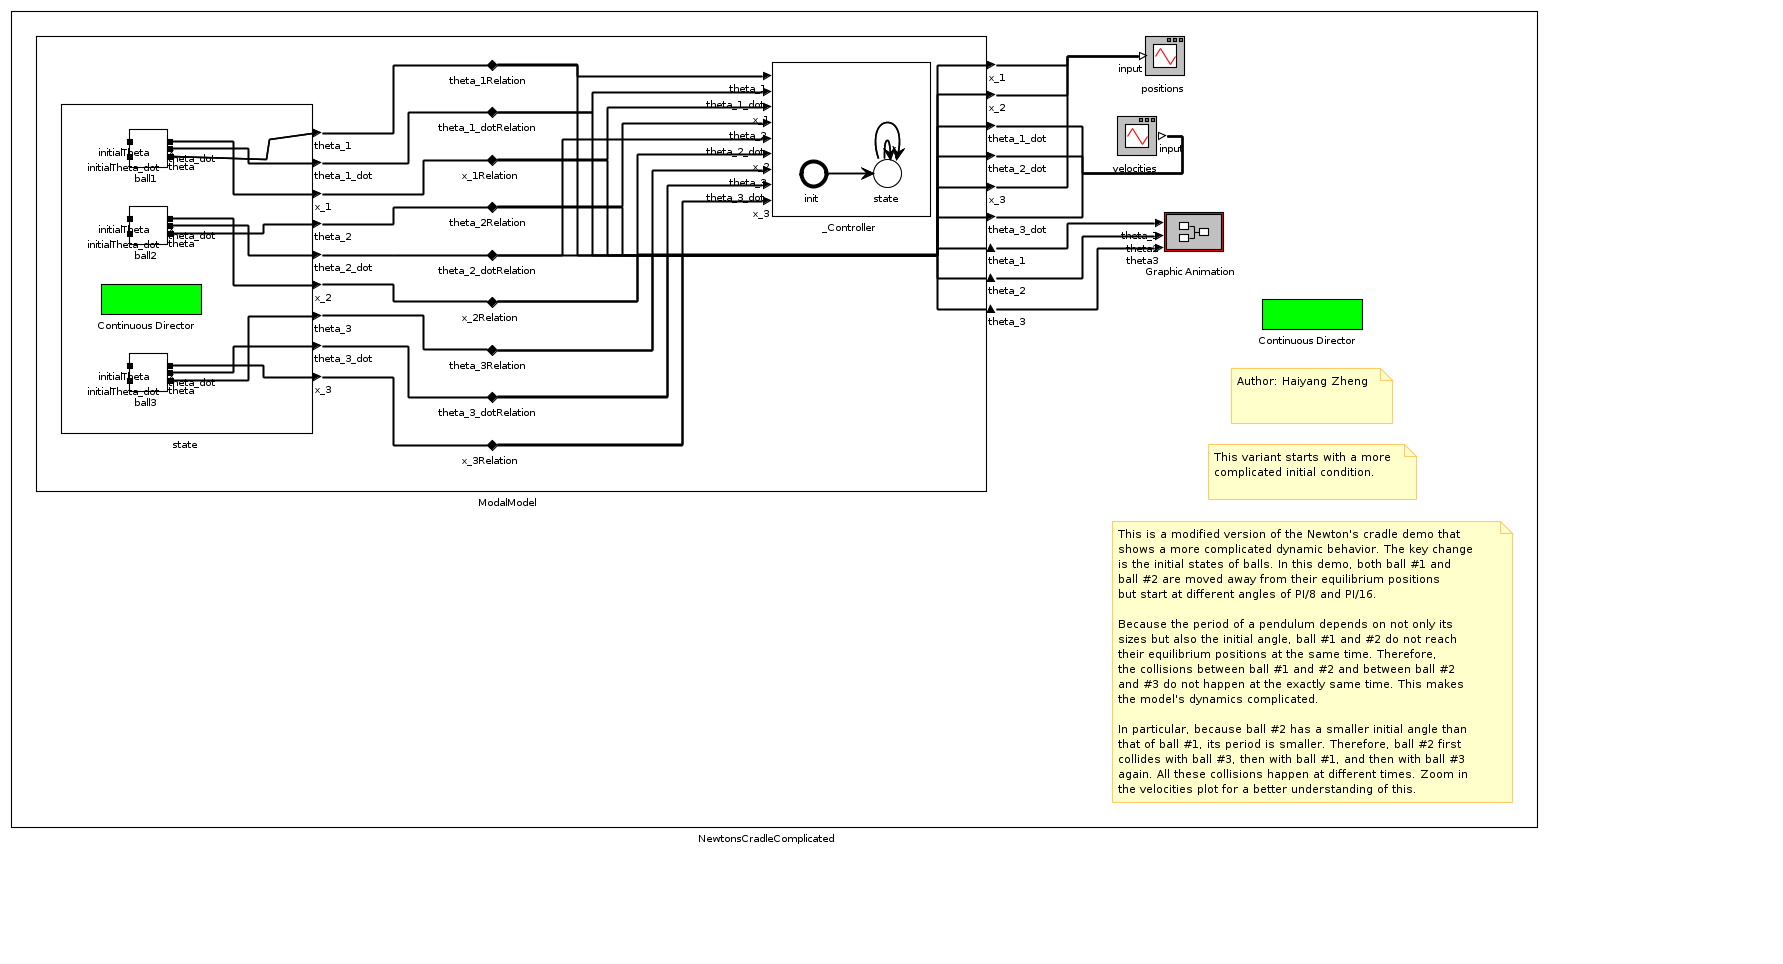 initialTheta
initialTheta_dot
theta_dot
theta
ball1
initialTheta
initialTheta_dot
theta_dot
theta
ball2
Continuous Director
initialTheta
initialTheta_dot
theta_dot
theta
ball3
state
theta_1
theta_1_dot
x_1
theta_2
theta_2_dot
x_2
theta_3
theta_3_dot
x_3
theta_1Relation
theta_1_dotRelation
x_1Relation
theta_2Relation
theta_2_dotRelation
x_2Relation
theta_3Relation
theta_3_dotRelation
x_3Relation
theta_1
theta_1_dot
x_1
theta_2
theta_2_dot
x_2
theta_3
theta_3_dot
x_3
init
state
_Controller
ModalModel
x_1
x_2
theta_1_dot
theta_2_dot
x_3
theta_3_dot
theta_1
theta_2
theta_3
input
positions
input
velocities
theta_1
theta2
theta3
Graphic Animation
Continuous Director
Author: Haiyang Zheng
This variant starts with a more
complicated initial condition.
This is a modified version of the Newton's cradle demo that
shows a more complicated dynamic behavior. The key change
is the initial states of balls. In this demo, both ball #1 and
ball #2 are moved away from their equilibrium positions
but start at different angles of PI/8 and PI/16.
Because the period of a pendulum depends on not only its
sizes but also the initial angle, ball #1 and #2 do not reach
their equilibrium positions at the same time. Therefore,
the collisions between ball #1 and #2 and between ball #2
and #3 do not happen at the exactly same time. This makes
the model's dynamics complicated.
In particular, because ball #2 has a smaller initial angle than
that of ball #1, its period is smaller. Therefore, ball #2 first
collides with ball #3, then with ball #1, and then with ball #3
again. All these collisions happen at different times. Zoom in
the velocities plot for a better understanding of this.
NewtonsCradleComplicated